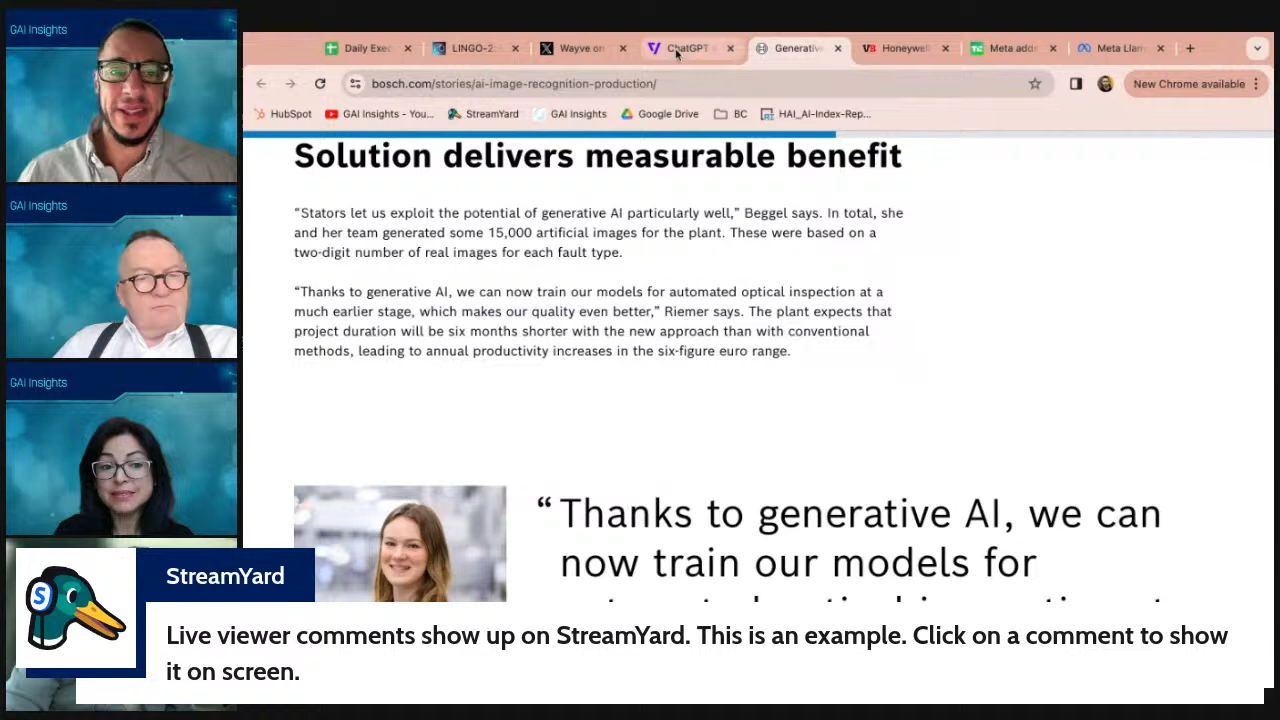 GAI Insights
GAI Insights
GAI Insights
Daily Exec
LINGO-2:
Wayve on
ChatGPT
Generative
Honeywell
Meta add
Meta Llam
bosch.com/stories/ai-image-recognition-production/
New Chrome available
HubSpot
GAI Insights - You...
StreamYard
GAI Insights
Google Drive
BC
HAI_AI-Index-Rep...
Solution delivers measurable benefit
“Stators let us exploit the potential of generative AI particularly well,” Beggel says. In total, she
and her team generated some 15,000 artificial images for the plant. These were based on a
two-digit number of real images for each fault type.
“Thanks to generative AI, we can now train our models for automated optical inspection at a
much earlier stage, which makes our quality even better,” Riemer says. The plant expects that
project duration will be six months shorter with the new approach than with conventional
methods, leading to annual productivity increases in the six-figure euro range.
“Thanks to generative AI, we can
now train our models for
S
StreamYard
Live viewer comments show up on StreamYard. This is an example. Click on a comment to show
it on screen.